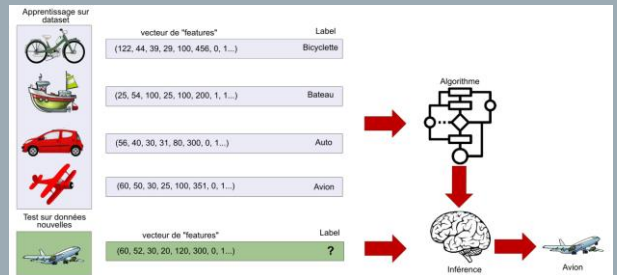 Apprentissage sur
dataset
vecteur de "features"
Label
(122, 44, 39, 29, 100, 456, 0, 1...)
Bicyclette
(25, 54, 100, 25, 100, 200, 1, 1...)
Bateau
(56, 40, 30, 31, 80, 300, 0, 1...)
Auto
(60, 50, 30, 25, 100, 351, 0, 1...)
Avion
Algorithme
Test sur données
nouvelles
vecteur de "features"
Label
(60, 52, 30, 20, 120, 300, 0, 1...)
?
Inférence
Avion